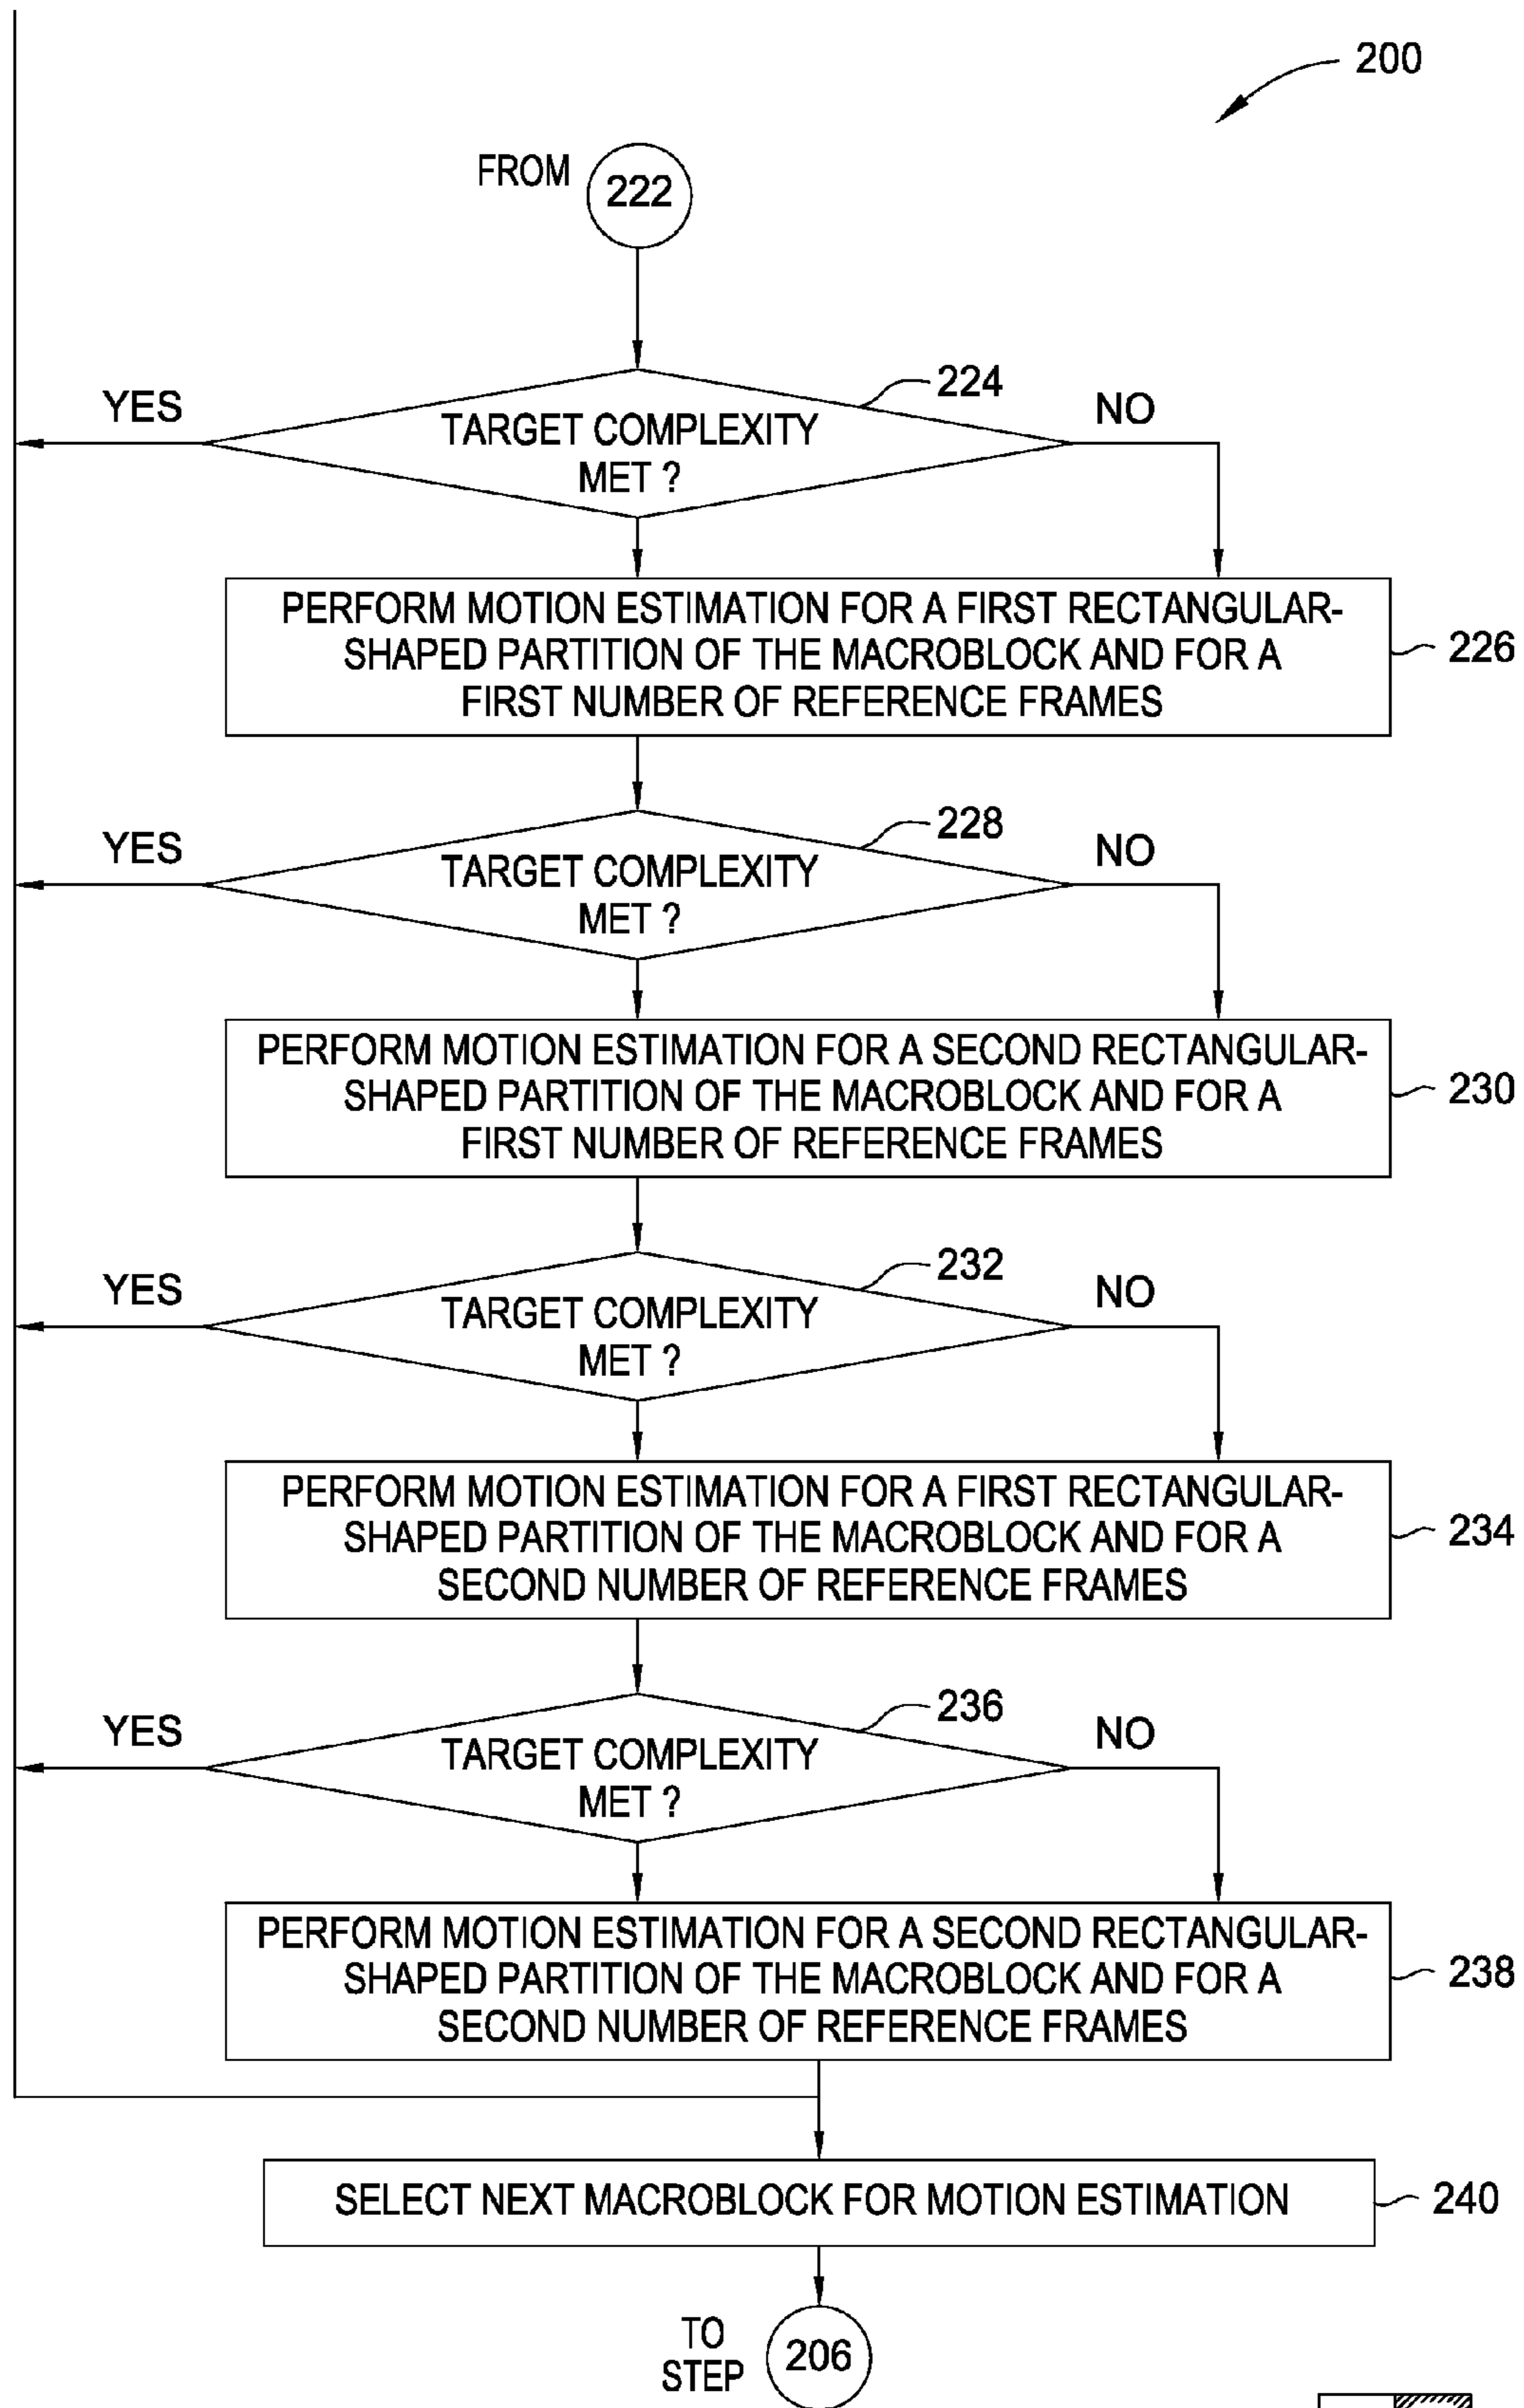 200
FROM
222
224
YES
NO
TARGET COMPLEXITY
MET ?
PERFORM MOTION ESTIMATION FOR A FIRST RECTANGULAR-
SHAPED PARTITION OF THE MACROBLOCK AND FOR A
FIRST NUMBER OF REFERENCE FRAMES
226
228
YES
NO
TARGET COMPLEXITY
MET ?
PERFORM MOTION ESTIMATION FOR A SECOND RECTANGULAR-
SHAPED PARTITION OF THE MACROBLOCK AND FOR A
FIRST NUMBER OF REFERENCE FRAMES
230
232
YES
NO
TARGET COMPLEXITY
MET ?
PERFORM MOTION ESTIMATION FOR A FIRST RECTANGULAR-
SHAPED PARTITION OF THE MACROBLOCK AND FOR A
SECOND NUMBER OF REFERENCE FRAMES
234
236
YES
NO
TARGET COMPLEXITY
MET ?
PERFORM MOTION ESTIMATION FOR A SECOND RECTANGULAR-
SHAPED PARTITION OF THE MACROBLOCK AND FOR A
SECOND NUMBER OF REFERENCE FRAMES
238
SELECT NEXT MACROBLOCK FOR MOTION ESTIMATION
240
TO
STEP
206